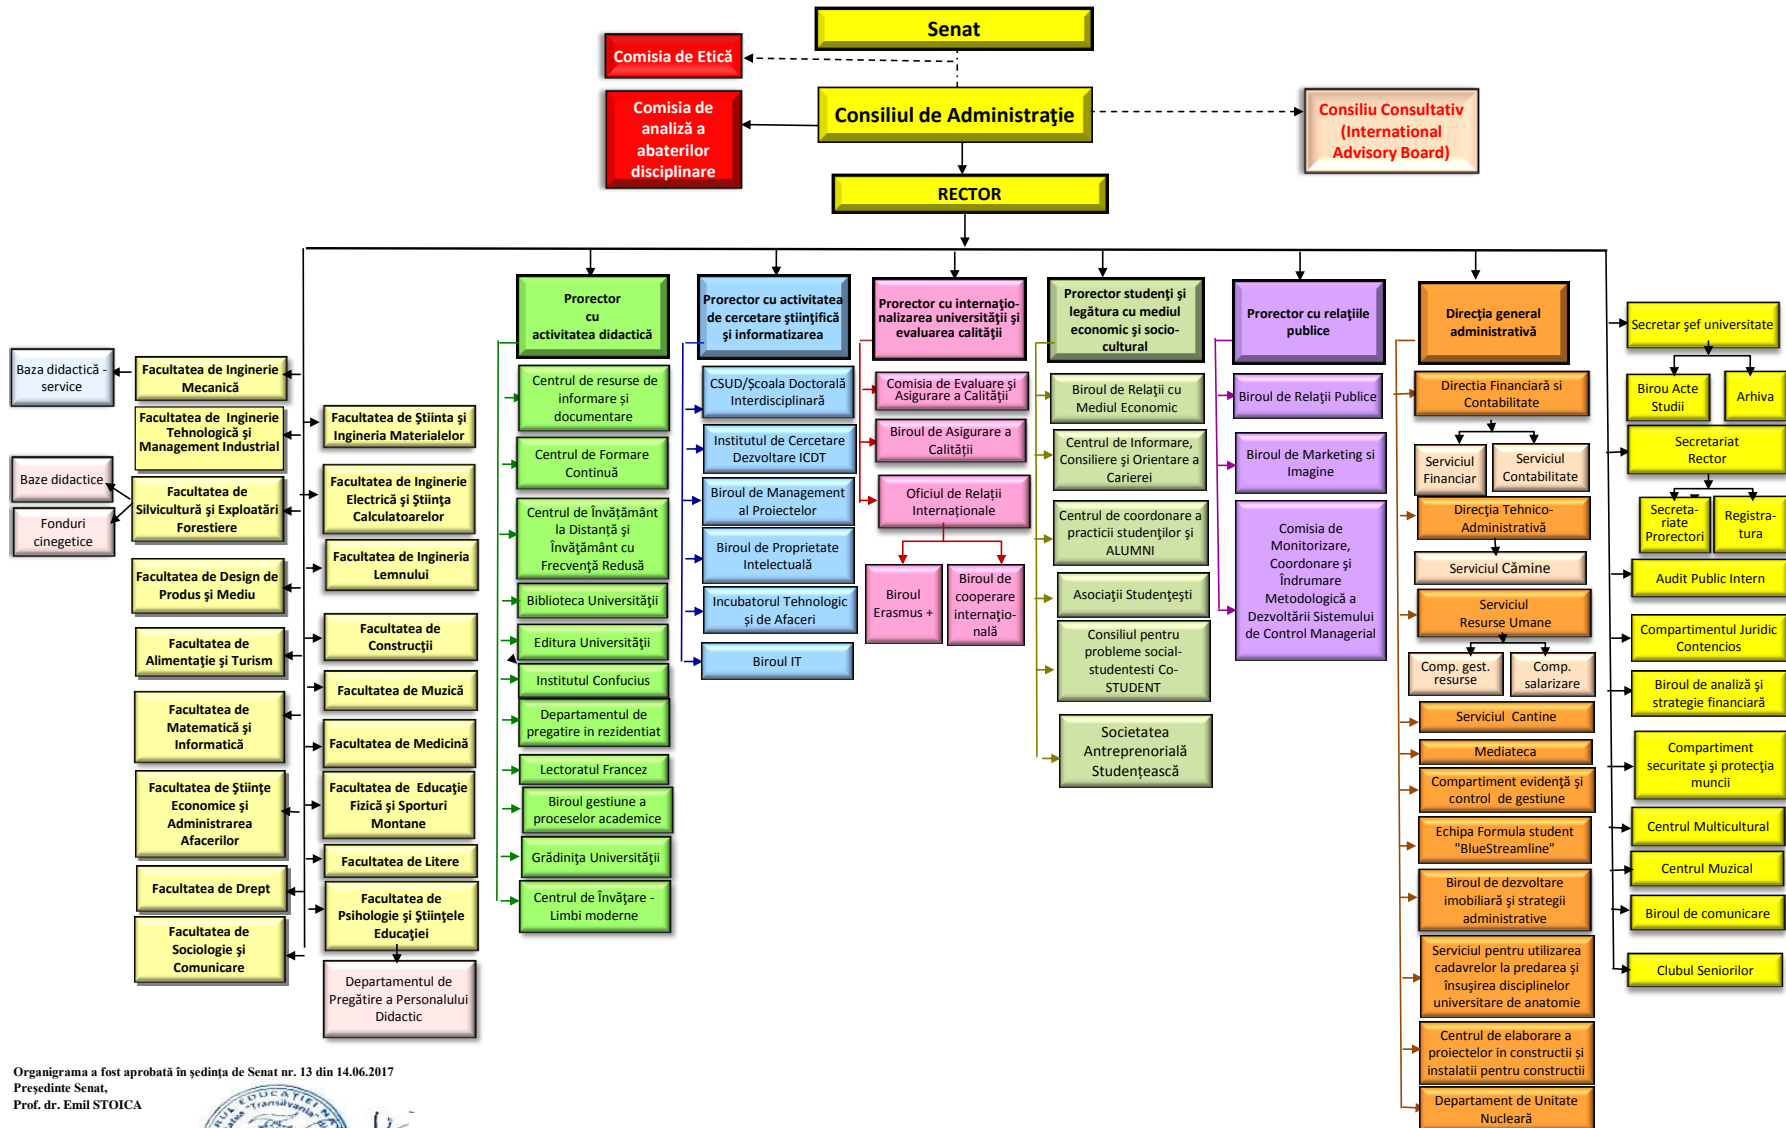 Senat
Comisia de Etică
Consiliul de Administraţie
Comisia de
analiză a
abaterilor
disciplinare
Consiliu Consultativ
(International
Advisory Board)
RECTOR
Baza didactică -
service
Facultatea de Inginerie
Mecanică
Facultatea de Inginerie
Tehnologică şi
Management Industrial
Baze didactice
Fonduri
cinegetice
Facultatea de
Silvicultură şi Exploatări
Forestiere
Facultatea de Design de
Produs şi Mediu
Facultatea de
Alimentaţie şi Turism
Facultatea de
Matematică şi
Informatică
Facultatea de Ştiinţe
Economice şi
Administrarea
Afacerilor
Facultatea de Drept
Facultatea de
Sociologie şi
Comunicare
Facultatea de Ştiinta şi
Ingineria Materialelor
Facultatea de Inginerie
Electrică şi Ştiinţa
Calculatoarelor
Facultatea de Ingineria
Lemnului
Facultatea de
Construcţii
Facultatea de Muzică
Facultatea de Medicină
Facultatea de Educaţie
Fizică şi Sporturi
Montane
Facultatea de Litere
Facultatea de
Psihologie şi Ştiinţele
Educaţiei
Departamentul de
Pregătire a Personalului
Didactic
Prorector
cu
activitatea didactică
Centrul de resurse de
informare și
documentare
Centrul de Formare
Continuă
Centrul de Învăţământ
la Distanţă şi
Învăţământ cu
Frecvenţă Redusă
Biblioteca Universităţii
Editura Universităţii
Institutul Confucius
Departamentul de
pregatire in rezidentiat
Lectoratul Francez
Biroul gestiune a
proceselor academice
Grădiniţa Universităţii
Centrul de Învăţare -
Limbi moderne
Prorector cu activitatea
de cercetare ştiinţifică
şi informatizarea
CSUD/Şcoala Doctorală
Interdisciplinară
Institutul de Cercetare
Dezvoltare ICDT
Biroul de Management
al Proiectelor
Biroul de Proprietate
Intelectuală
Incubatorul Tehnologic
şi de Afaceri
Biroul IT
Prorector cu internaţio-
nalizarea universităţii şi
evaluarea calităţii
Comisia de Evaluare şi
Asigurare a Calităţii
Biroul de Asigurare a
Calității
Oficiul de Relații
Internaționale
Biroul
Erasmus +
Biroul de
cooperare
internaţio-
nală
Prorector studenţi şi
legătura cu mediul
economic şi socio-
cultural
Biroul de Relaţii cu
Mediul Economic
Centrul de Informare,
Consiliere şi Orientare a
Carierei
Centrul de coordonare a
practicii studenţilor şi
ALUMNI
Asociaţii Studenţeşti
Consiliul pentru
probleme social-
studentesti Co-
STUDENT
Societatea
Antreprenorială
Studențească
Prorector cu relaţiile
publice
Biroul de Relaţii Publice
Biroul de Marketing si
Imagine
Comisia de
Monitorizare,
Coordonare şi
Îndrumare
Metodologică a
Dezvoltării Sistemului
de Control Managerial
Direcţia general
administrativă
Directia Financiară si
Contabilitate
Serviciul
Financiar
Serviciul
Contabilitate
Direcţia Tehnico-
Administrativă
Serviciul Cămine
Serviciul
Resurse Umane
Comp. gest.
resurse
Comp.
salarizare
Serviciul Cantine
Mediateca
Compartiment evidenţă şi
control de gestiune
Echipa Formula student
"BlueStreamline"
Biroul de dezvoltare
imobiliară şi strategii
administrative
Serviciul pentru utilizarea
cadavrelor la predarea şi
însuşirea disciplinelor
universitare de anatomie
Centrul de elaborare a
proiectelor in constructii și
instalatii pentru constructii
Departament de Unitate
Nucleară
Secretar şef universitate
Birou Acte
Studii
Arhiva
Secretariat
Rector
Secreta-
riate
Prorectori
Registra-
tura
Audit Public Intern
Compartimentul Juridic
Contencios
Biroul de analiză şi
strategie financiară
Compartiment
securitate şi protecţia
muncii
Centrul Multicultural
Centrul Muzical
Biroul de comunicare
Clubul Seniorilor
Organigrama a fost aprobată în şedinţa de Senat nr. 13 din 14.06.2017
Preşedinte Senat,
Prof. dr. Emil STOICA
"Transilvania"